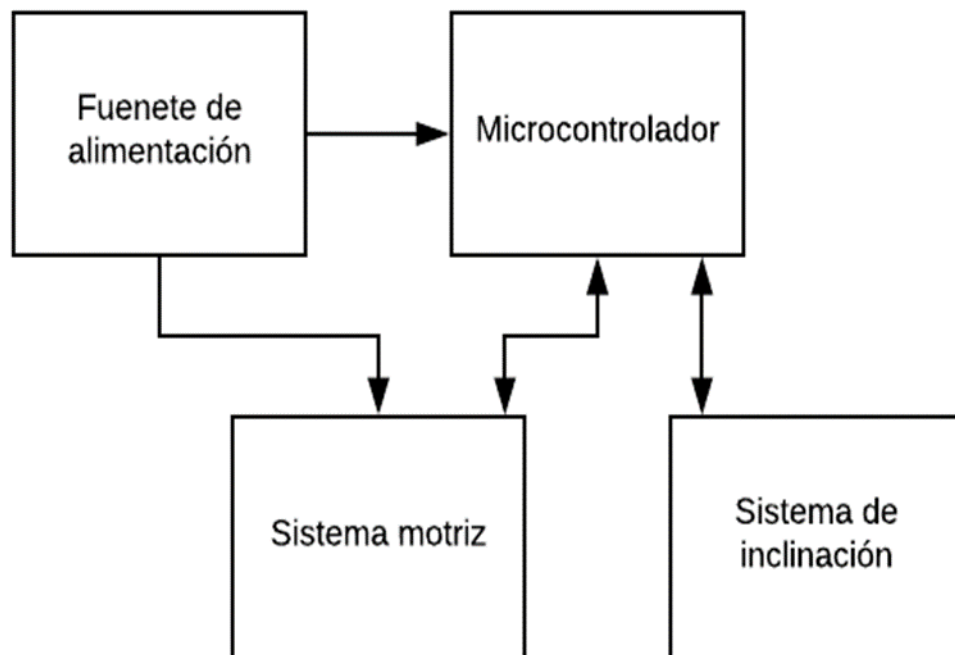 Fuenete de
alimentación
Microcontrolador
Sistema motriz
Sistema de
inclinación